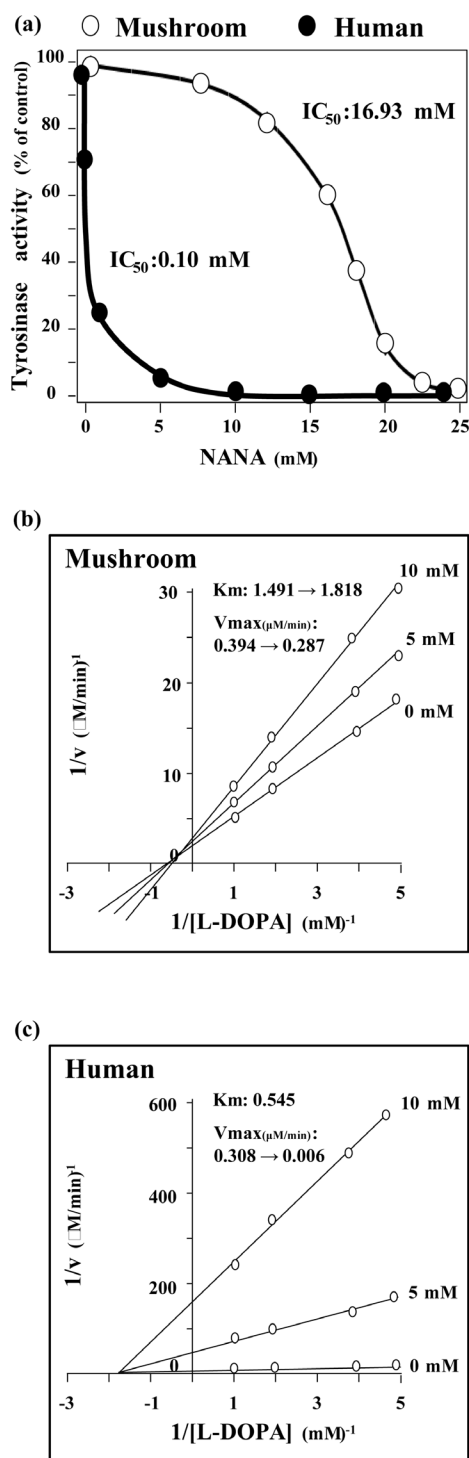 (a) ○ Mushroom ● Human
Tyrosinase activity (% of control)
100
80
60
40
20
0
IC50:16.93 mM
IC50:0.10 mM
0 5 10 15 20 25
NANA (mM)
(b)
Mushroom
Km: 1.491 → 1.818
Vmax(µM/min):
0.394 → 0.287
10 mM
5 mM
0 mM
1/v (□M/min)-1
30
20
10
0
-3 -1 1 3 5
1/[L-DOPA] (mM)-1
(c)
Human
Km: 0.545
Vmax(µM/min):
0.308 → 0.006
10 mM
5 mM
0 mM
1/v (□M/min)-1
600
400
200
0
-3 -1 1 3 5
1/[L-DOPA] (mM)-1